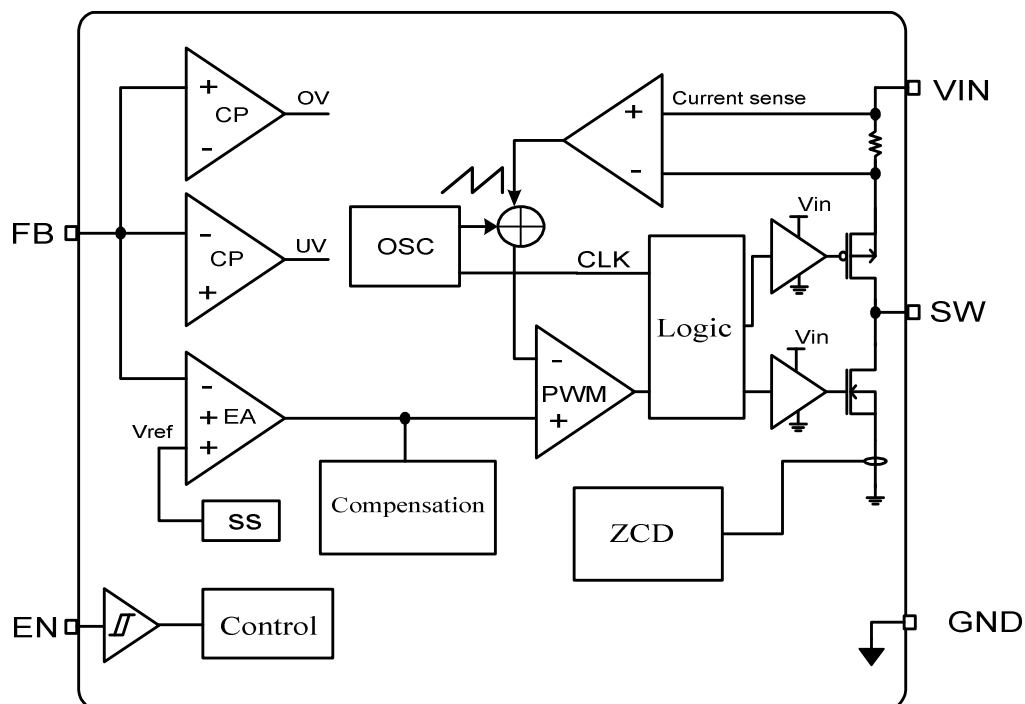 +
CP
-
OV
Current sense
+
-
VIN
FB
-
CP
+
UV
OSC
CLK
Vin
Logic
SW
Vin
-
PWM
+
-
+
EA
+
Vref
SS
Compensation
ZCD
EN
Control
GND